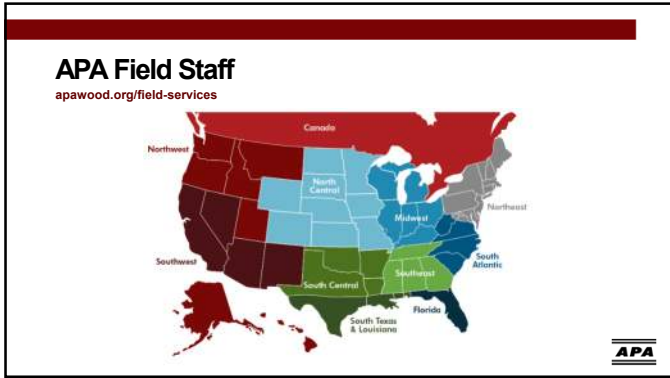 APA Field Staff
apawood.org/field-services
Canada
Northwest
North
Central
Northeast
Midwest
Southwest
South
Atlantic
Southeast
South Central
Florida
South Texas
& Louisiana
APA